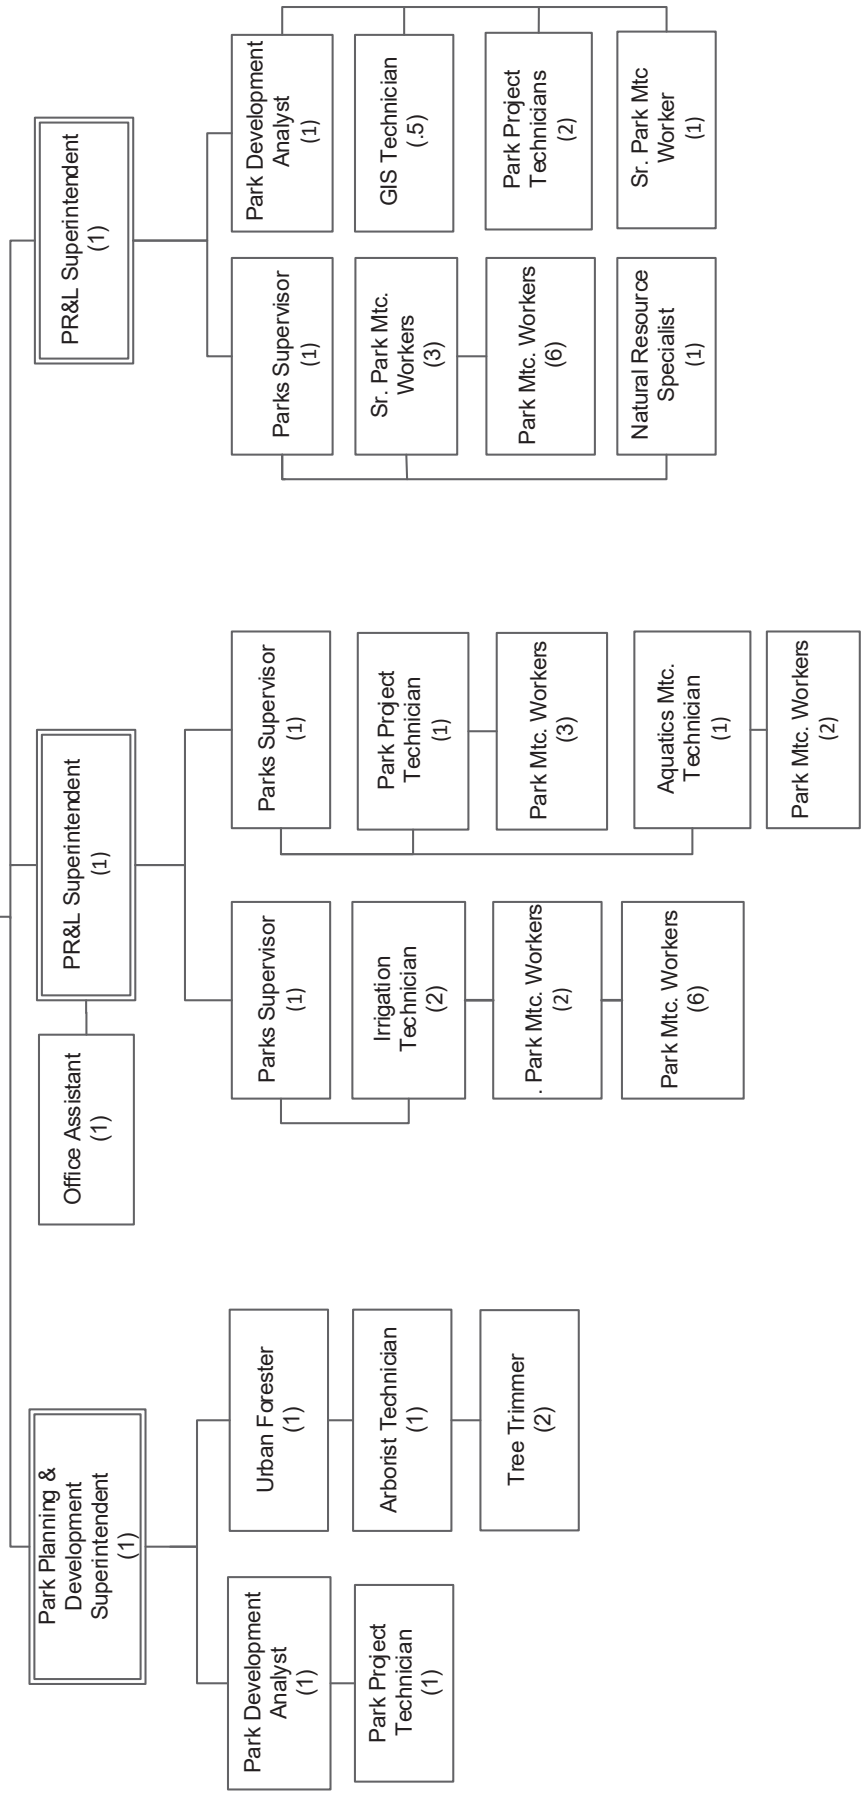 Park Planning &
Development
Superintendent
(1)
Park Development
Analyst
(1)
Park Project
Technician
(1)
Urban Forester
(1)
Arborist Technician
(1)
Tree Trimmer
(2)
Office Assistant
(1)
PR&L Superintendent
(1)
Parks Supervisor
(1)
Irrigation
Technician
(2)
. Park Mtc. Workers
(2)
Park Mtc. Workers
(6)
Parks Supervisor
(1)
Park Project
Technician
(1)
Park Mtc. Workers
(3)
Aquatics Mtc.
Technician
(1)
Park Mtc. Workers
(2)
PR&L Superintendent
(1)
Parks Supervisor
(1)
Sr. Park Mtc.
Workers
(3)
Park Mtc. Workers
(6)
Natural Resource
Specialist
(1)
Park Development
Analyst
(1)
GIS Technician
(.5)
Park Project
Technicians
(2)
Sr. Park Mtc
Worker
(1)